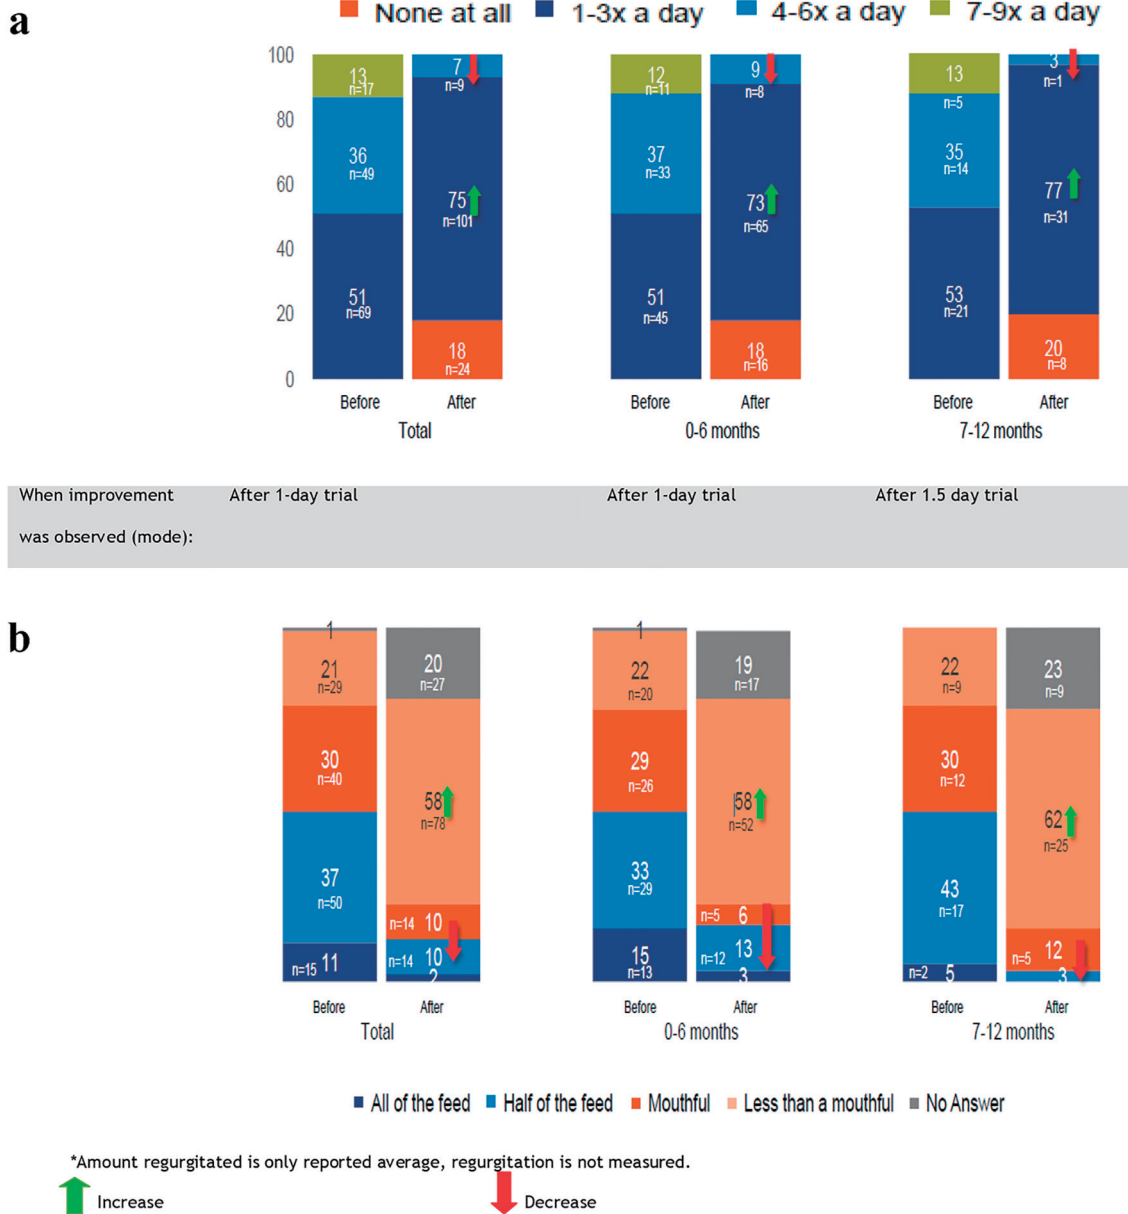 a
None at all 1-3x a day 4-6x a day 7-9x a day
100
80
60
40
20
0
13
n=17
36
n=49
51
n=69
7
n=9
75
n=101
18
n=24
12
n=11
37
n=33
51
n=45
9
n=8
73
n=65
18
n=16
13
n=5
35
n=14
53
n=21
3
n=1
77
n=31
20
n=8
Before After Before After Before After
Total 0-6 months 7-12 months
When improvement After 1-day trial After 1-day trial After 1.5 day trial
was observed (mode):
b
1
21
n=29
30
n=40
37
n=50
n=15 11
20
n=27
58
n=78
n=14 10
n=14 10
2
1
22
n=20
29
n=26
33
n=29
15
n=13
19
n=17
58
n=52
n=5 6
13
n=12
3
22
n=9
30
n=12
43
n=17
n=2 5
23
n=9
62
n=25
12
n=5
3
Before After Before After Before After
Total 0-6 months 7-12 months
All of the feed Half of the feed Mouthful Less than a mouthful No Answer
*Amount regurgitated is only reported average, regurgitation is not measured.
Increase Decrease